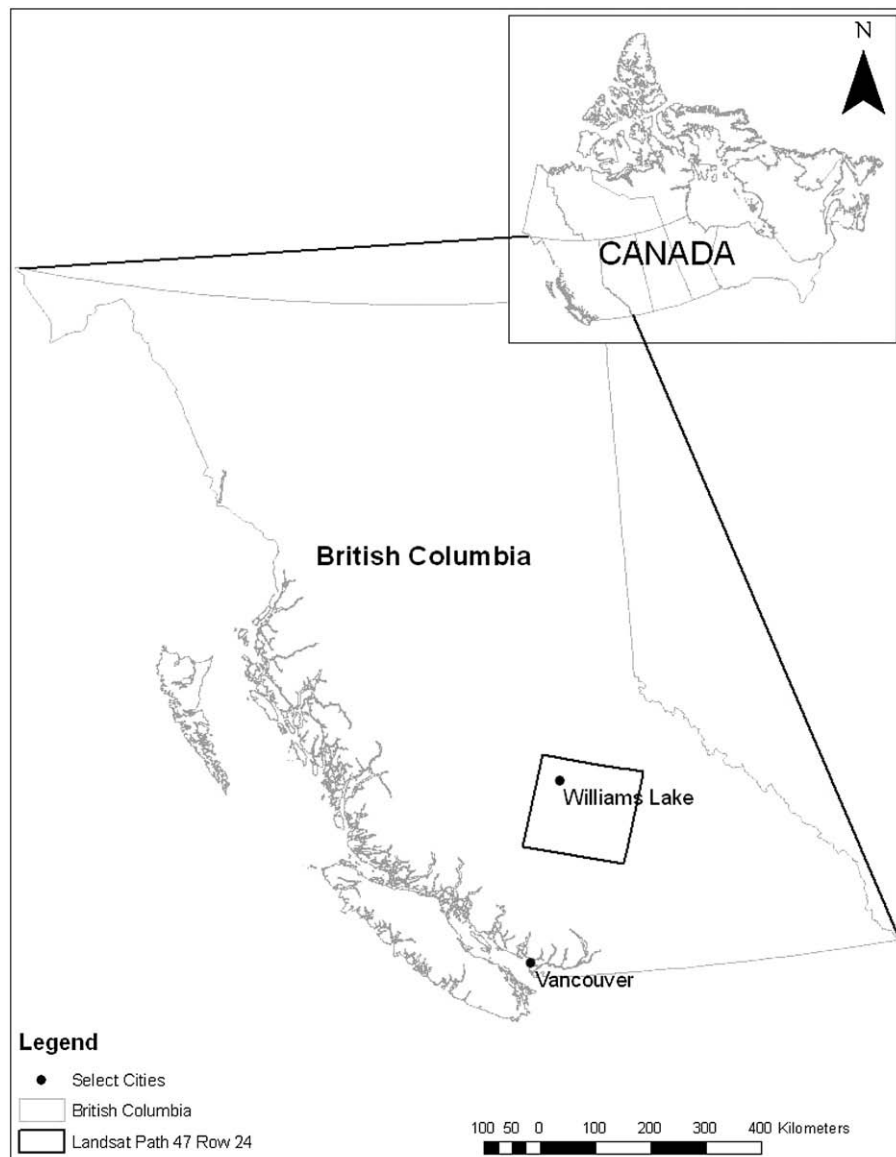 N
CANADA
British Columbia
Williams Lake
Vancouver
Legend
Select Cities
British Columbia
Landsat Path 47 Row 24
100 50 0 100 200 300 400 Kilometers